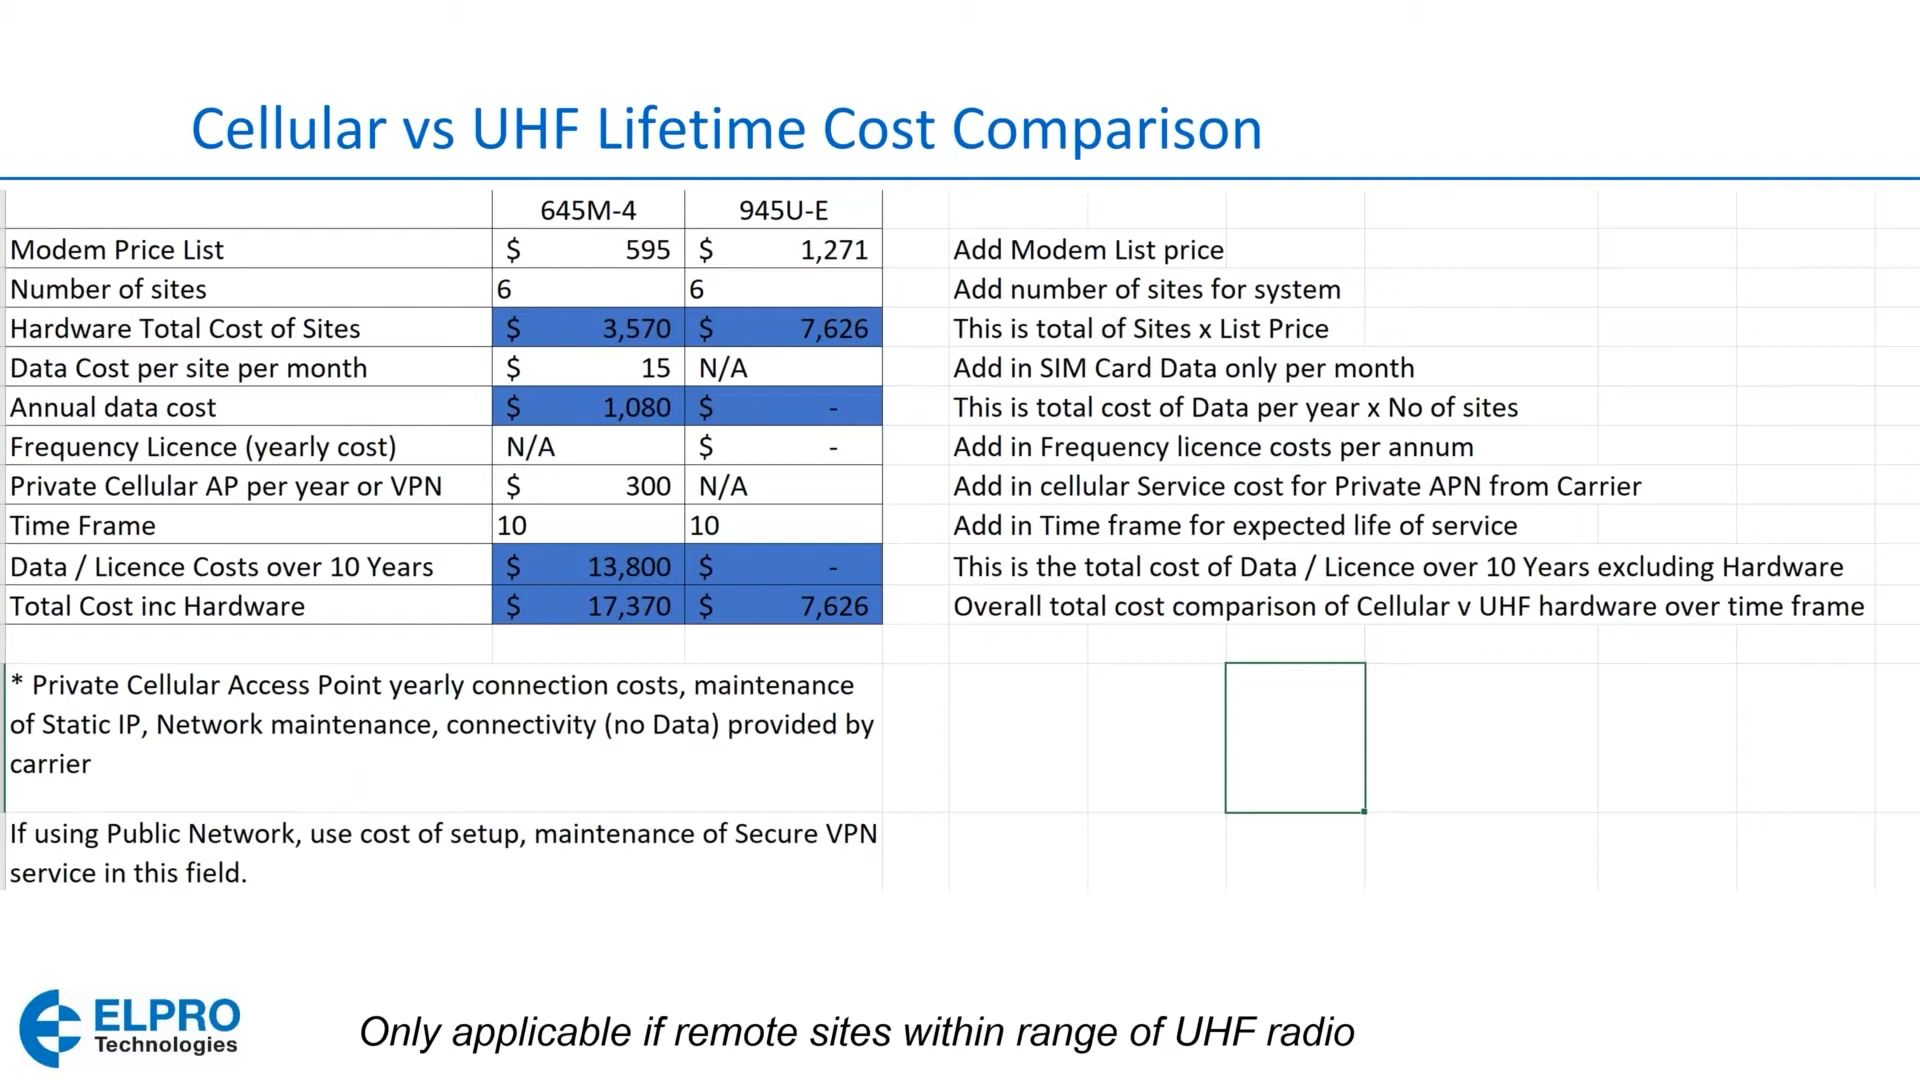 Cellular vs UHF Lifetime Cost Comparison
645M-4 945U-E
Modem Price List $ 595 $ 1,271 Add Modem List price
Number of sites 6 6 Add number of sites for system
Hardware Total Cost of Sites $ 3,570 $ 7,626 This is total of Sites x List Price
Data Cost per site per month $ 15 N/A Add in SIM Card Data only per month
Annual data cost $ 1,080 $ - This is total cost of Data per year x No of sites
Frequency Licence (yearly cost) N/A $ - Add in Frequency licence costs per annum
Private Cellular AP per year or VPN $ 300 N/A Add in cellular Service cost for Private APN from Carrier
Time Frame 10 10 Add in Time frame for expected life of service
Data / Licence Costs over 10 Years $ 13,800 $ - This is the total cost of Data / Licence over 10 Years excluding Hardware
Total Cost inc Hardware $ 17,370 $ 7,626 Overall total cost comparison of Cellular v UHF hardware over time frame
* Private Cellular Access Point yearly connection costs, maintenance
of Static IP, Network maintenance, connectivity (no Data) provided by
carrier
If using Public Network, use cost of setup, maintenance of Secure VPN
service in this field.
ELPRO
Technologies
Only applicable if remote sites within range of UHF radio